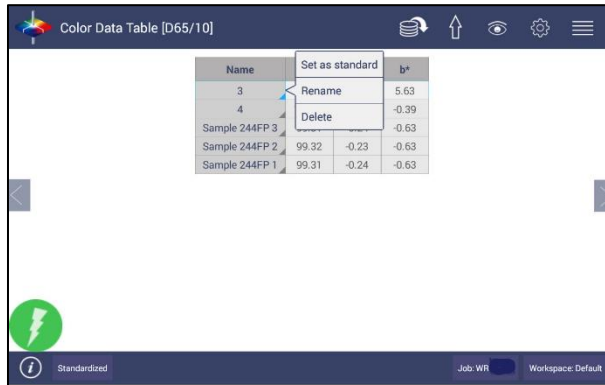 Color Data Table [D65/10]
Name b*
Set as standard
3 Rename 5.63
4 Delete -0.39
Sample 244FP 3 -0.63
Sample 244FP 2 99.32 -0.23 -0.63
Sample 244FP 1 99.31 -0.24 -0.63
i Standardized Job: WR Workspace: Default